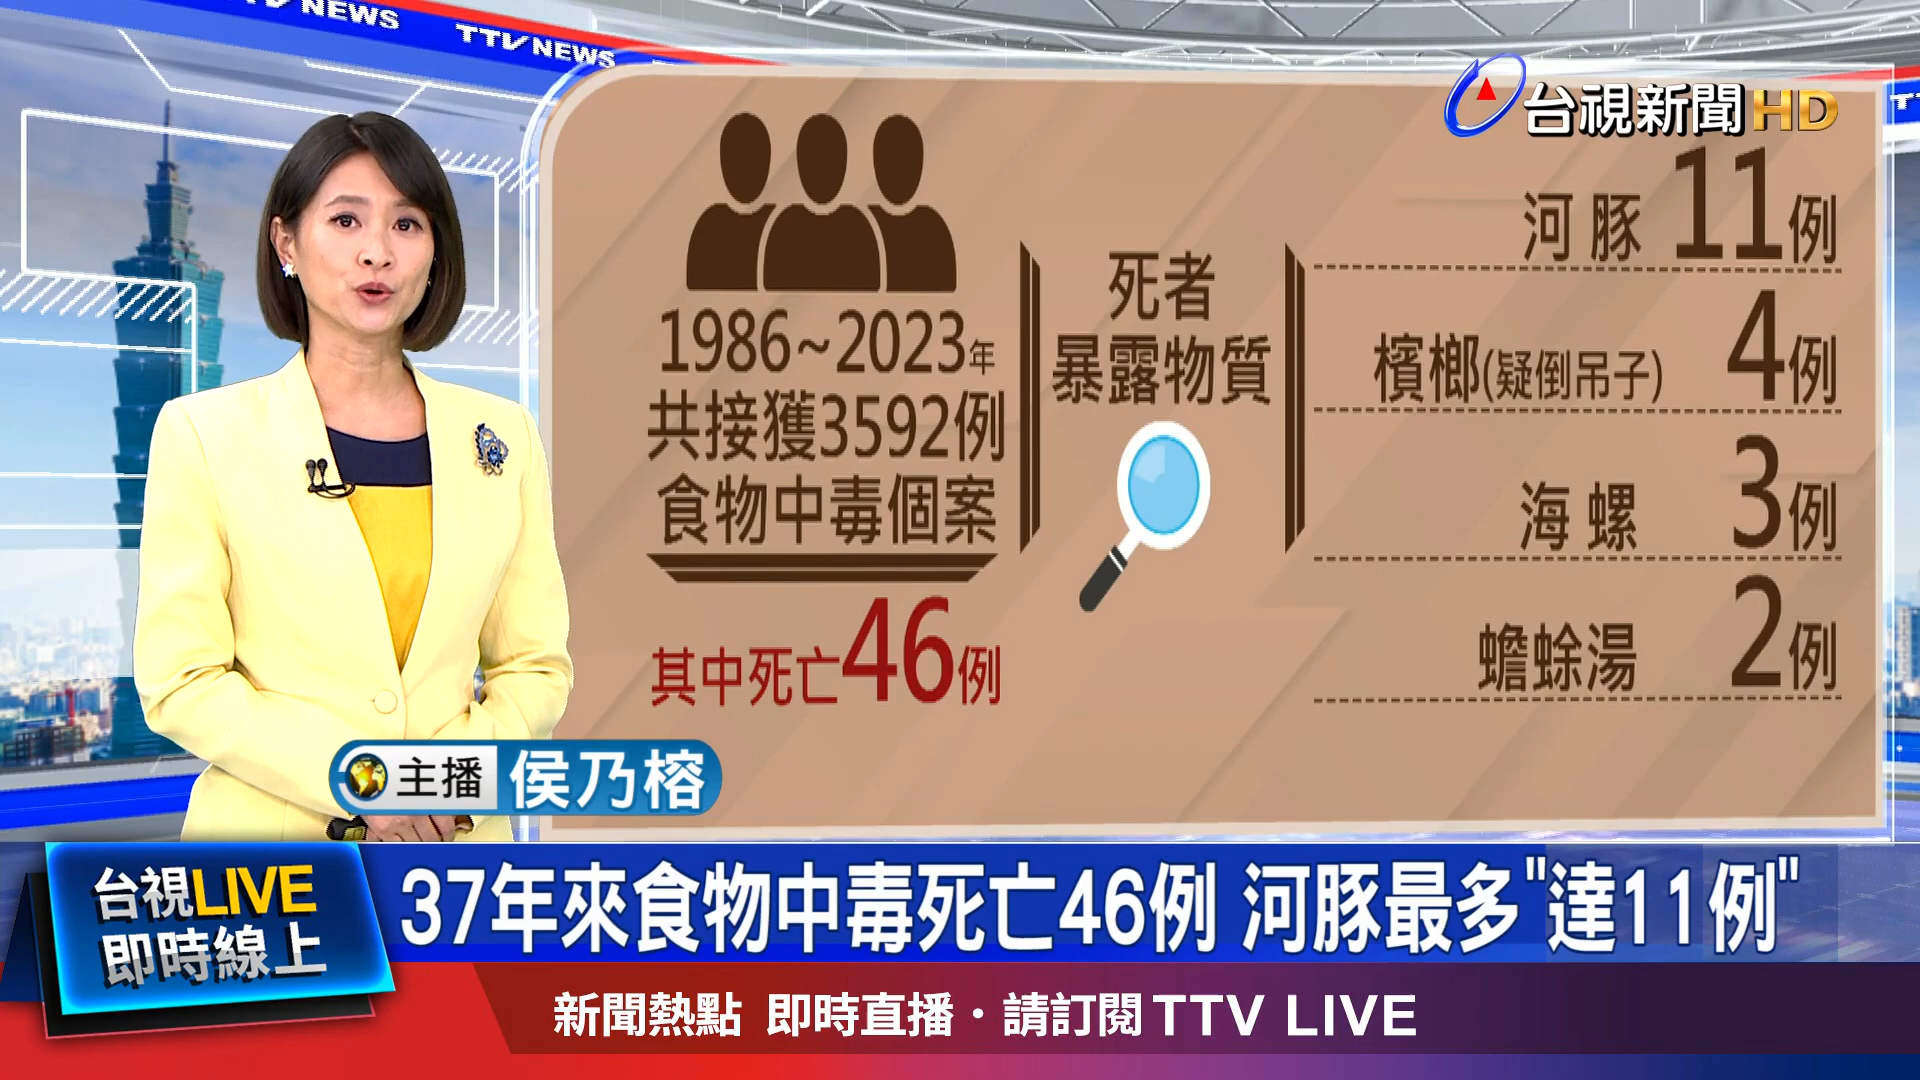 TTV NEWS
TTV NEWS
台視新聞HD
1986~2023年
共接獲3592例
食物中毒個案
其中死亡46例
死者
暴露物質
河豚 11例
檳榔(疑倒吊子) 4例
海螺 3例
蟾蜍湯 2例
主播 侯乃榕
台視LIVE
即時線上
37年來食物中毒死亡46例 河豚最多"達11例"
新聞熱點 即時直播・請訂閱TTV LIVE